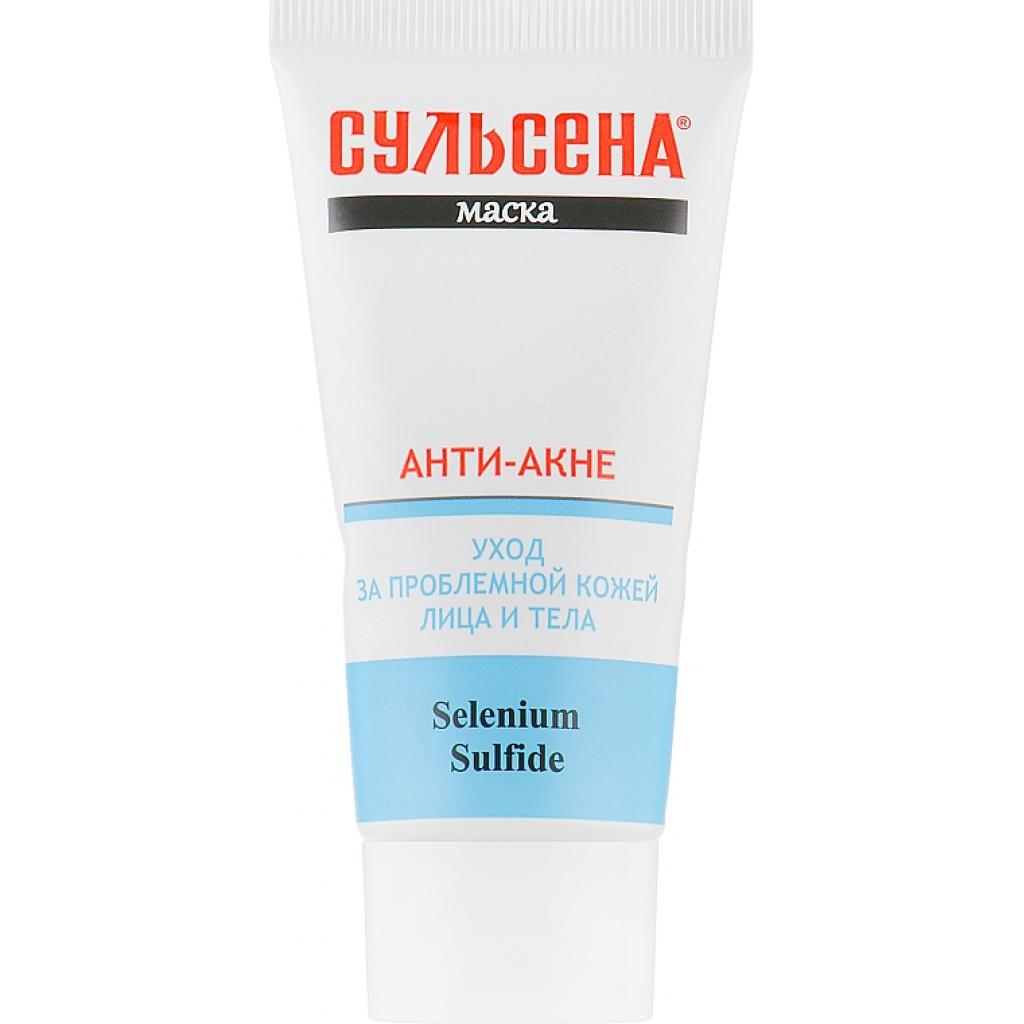 СУЛЬСЕНА®
маска
АНТИ-АКНЕ
УХОД
ЗА ПРОБЛЕМНОЙ КОЖЕЙ
ЛИЦА И ТЕЛА
Selenium
Sulfide